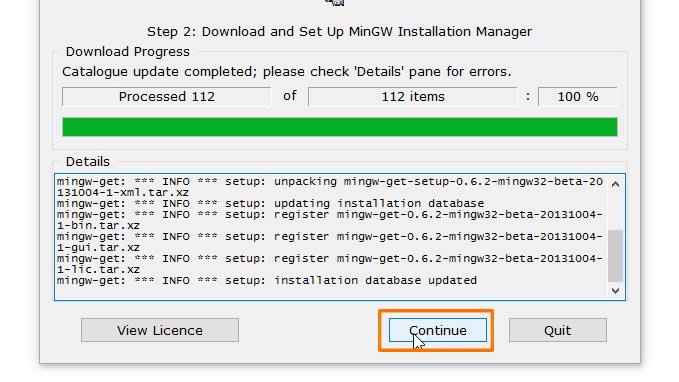 Step 2: Download and Set Up MinGW Installation Manager
Download Progress
Catalogue update completed; please check 'Details' pane for errors.
Processed 112 of 112 items : 100 %
Details
mingw-get: *** INFO *** setup: unpacking mingw-get-setup-0.6.2-mingw32-beta-20
131004-1-xml.tar.xz
mingw-get: *** INFO *** setup: updating installation database
mingw-get: *** INFO *** setup: register mingw-get-0.6.2-mingw32-beta-20131004-
1-bin.tar.xz
mingw-get: *** INFO *** setup: register mingw-get-0.6.2-mingw32-beta-20131004-
1-gui.tar.xz
mingw-get: *** INFO *** setup: register mingw-get-0.6.2-mingw32-beta-20131004-
1-lic.tar.xz
mingw-get: *** INFO *** setup: installation database updated
View Licence Continue Quit